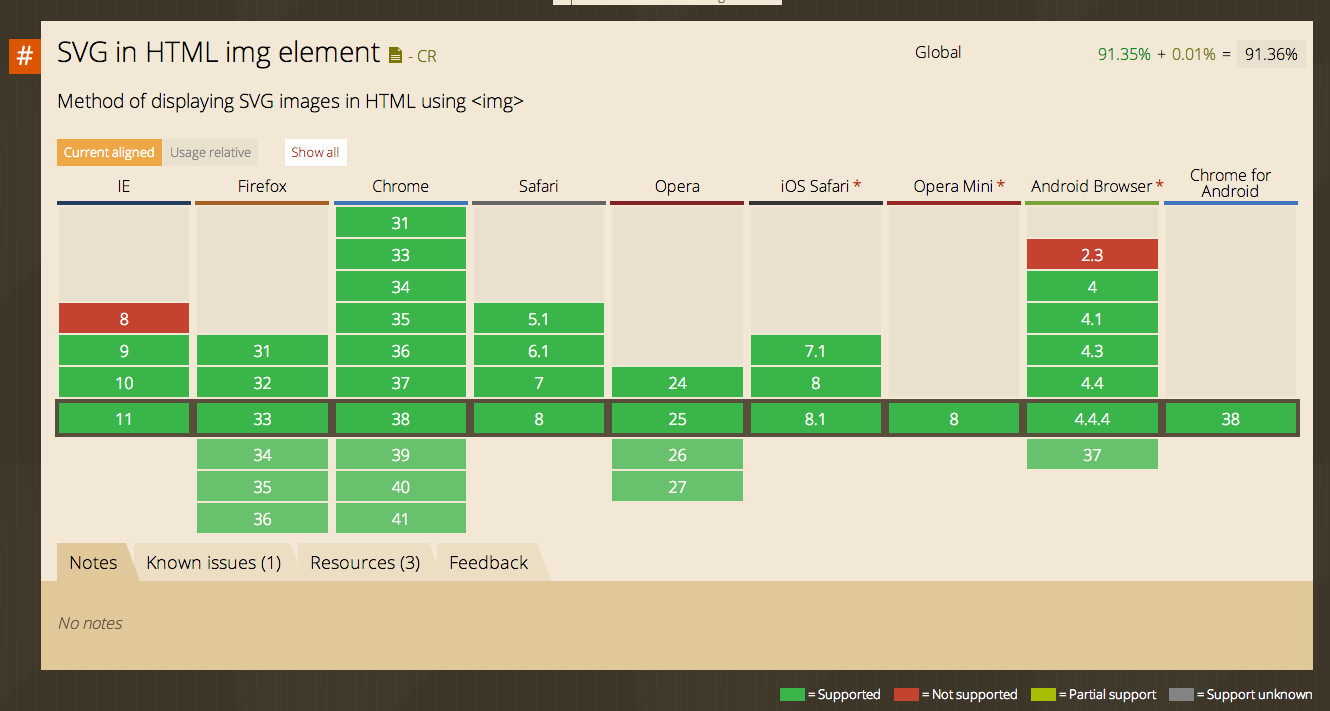 # SVG in HTML img element - CR Global 91.35% + 0.01% = 91.36%
Method of displaying SVG images in HTML using <img>
Current aligned Usage relative Show all
IE Firefox Chrome Safari Opera iOS Safari * Opera Mini * Android Browser * Chrome for
Android
31
33 2.3
34 4
8 35 5.1 4.1
9 31 36 6.1 7.1 4.3
10 32 37 7 24 8 4.4
11 33 38 8 25 8.1 8 4.4.4 38
34 39 26 37
35 40 27
36 41
Notes Known issues (1) Resources (3) Feedback
No notes
= Supported = Not supported = Partial support = Support unknown